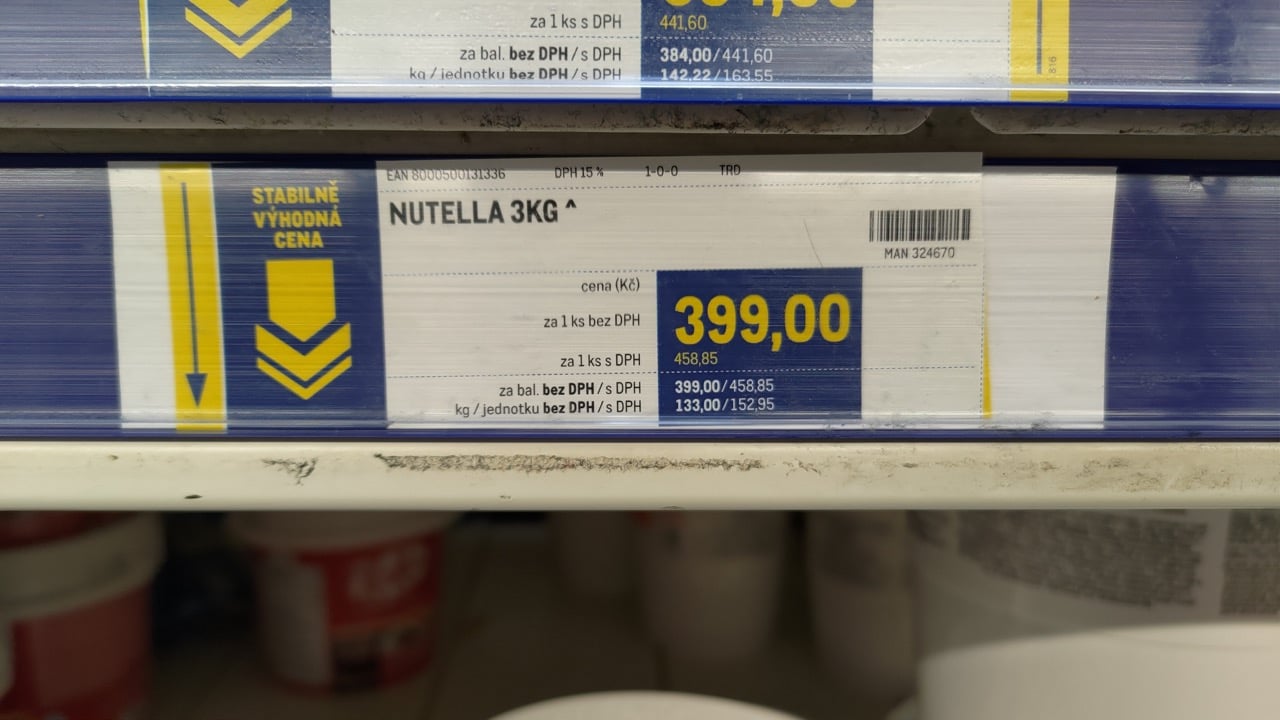 za 1 ks s DPH
441,60
za bal. bez DPH / s DPH
384,00/441,60
kg / jednotku bez DPH / s DPH
142,22/163,55
816
STABILNĚ
VÝHODNÁ
CENA
EAN 8000500131336 DPH 15 % 1-0-0 TRD
NUTELLA 3KG ^
MAN 324670
cena (Kč)
za 1 ks bez DPH
399,00
za 1 ks s DPH
458,85
za bal. bez DPH / s DPH
399,00/458,85
kg / jednotku bez DPH / s DPH
133,00/152,95